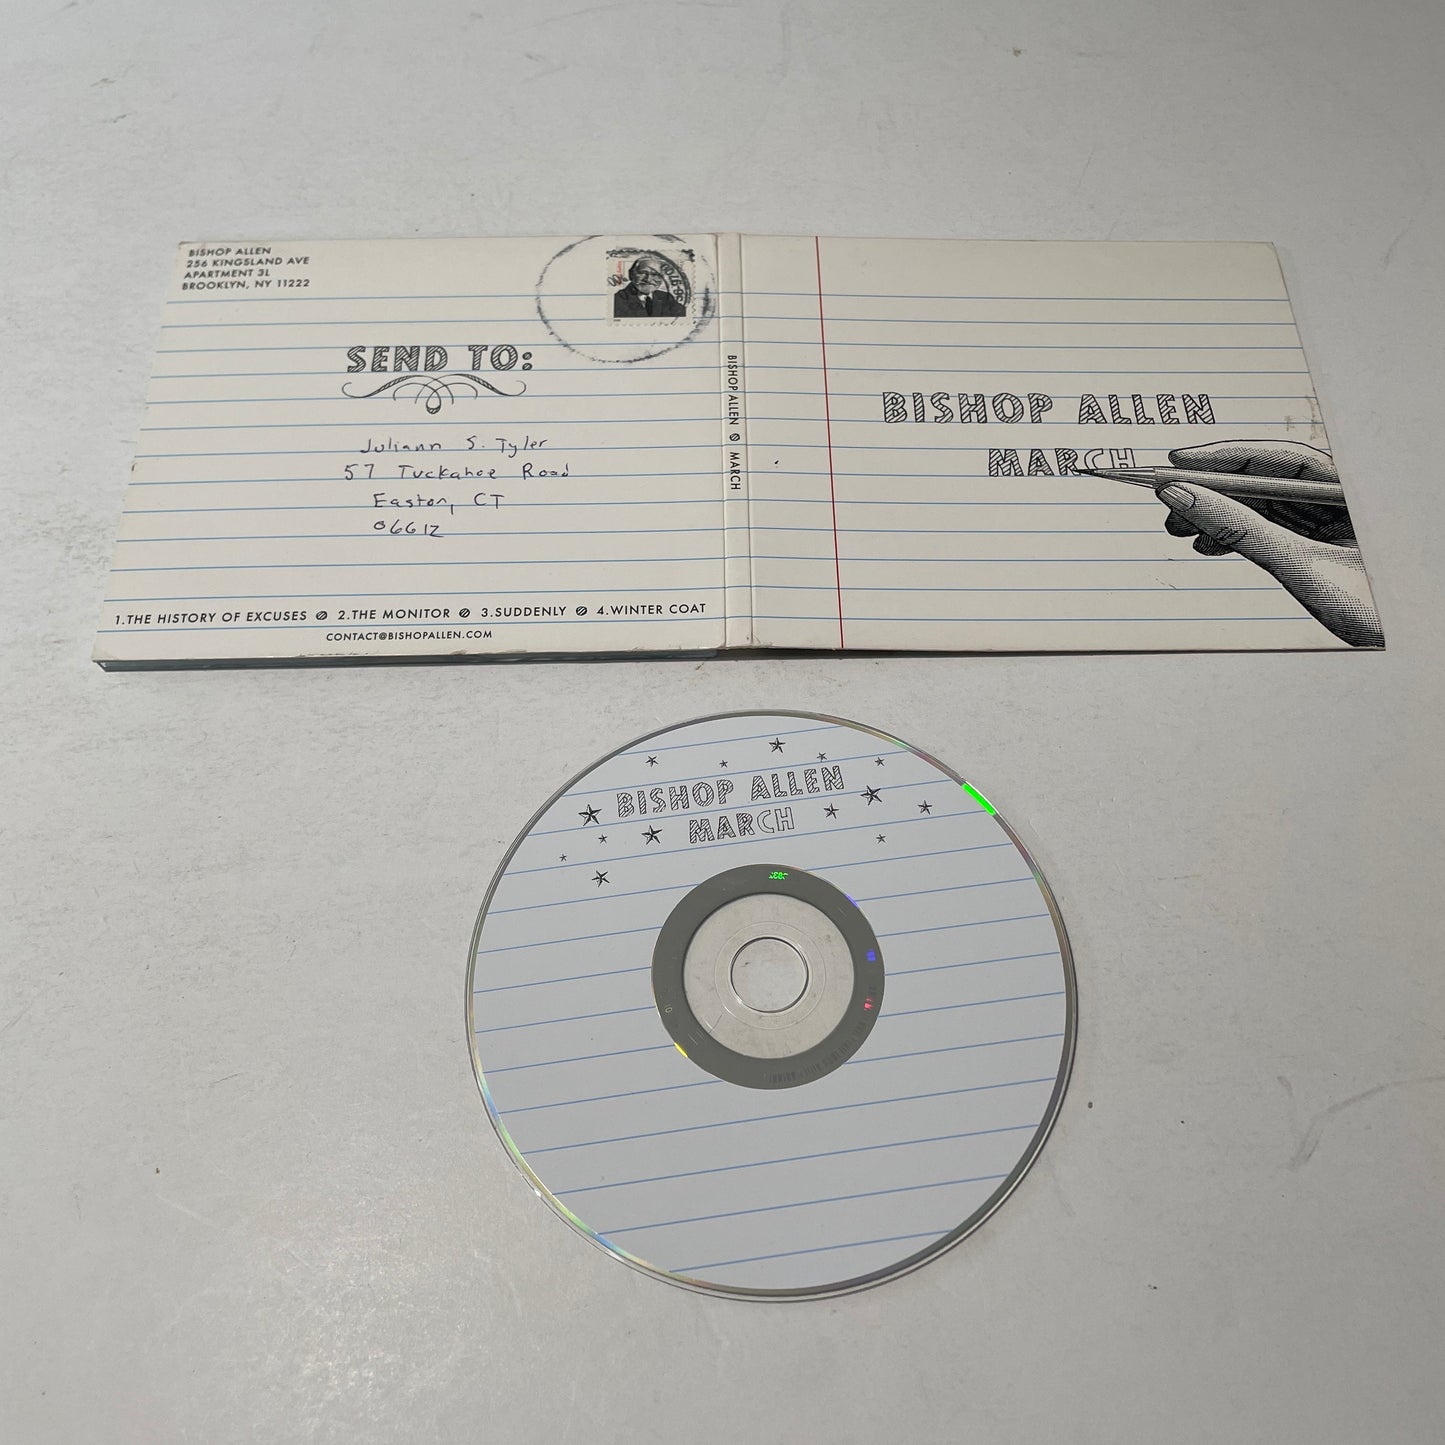 BISHOP ALLEN
256 KINGSLAND AVE
APARTMENT 3L
BROOKLYN, NY 11222
SEND TO:
Juliann S. Tyler
57 Tuckahoe Road
Easton, CT
06612
1.THE HISTORY OF EXCUSES 2.THE MONITOR 3.SUDDENLY 4.WINTER COAT
CONTACT@BISHOPALLEN.COM
BISHOP ALLEN MARCH
BISHOP ALLEN
MARCH
BISHOP ALLEN
MARCH